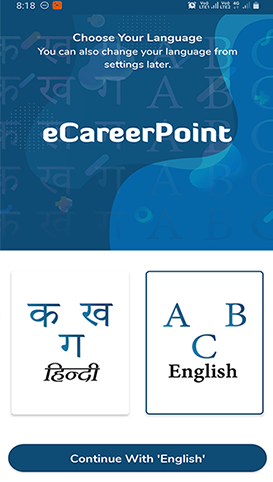 8:18
Choose Your Language
You can also change your language from
settings later.
eCareerPoint
क ख
ग
हिन्दी
A B
C
English
Continue With 'English'